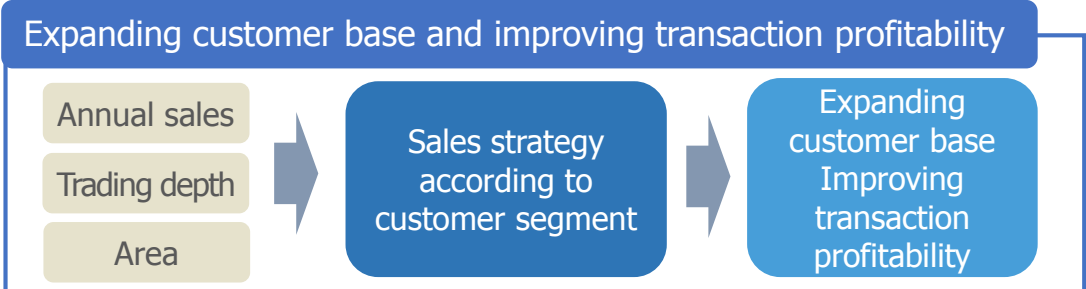 Expanding customer base and improving transaction profitability
Annual sales
Trading depth
Area
Sales strategy
according to
customer segment
Expanding
customer base
Improving
transaction
profitability